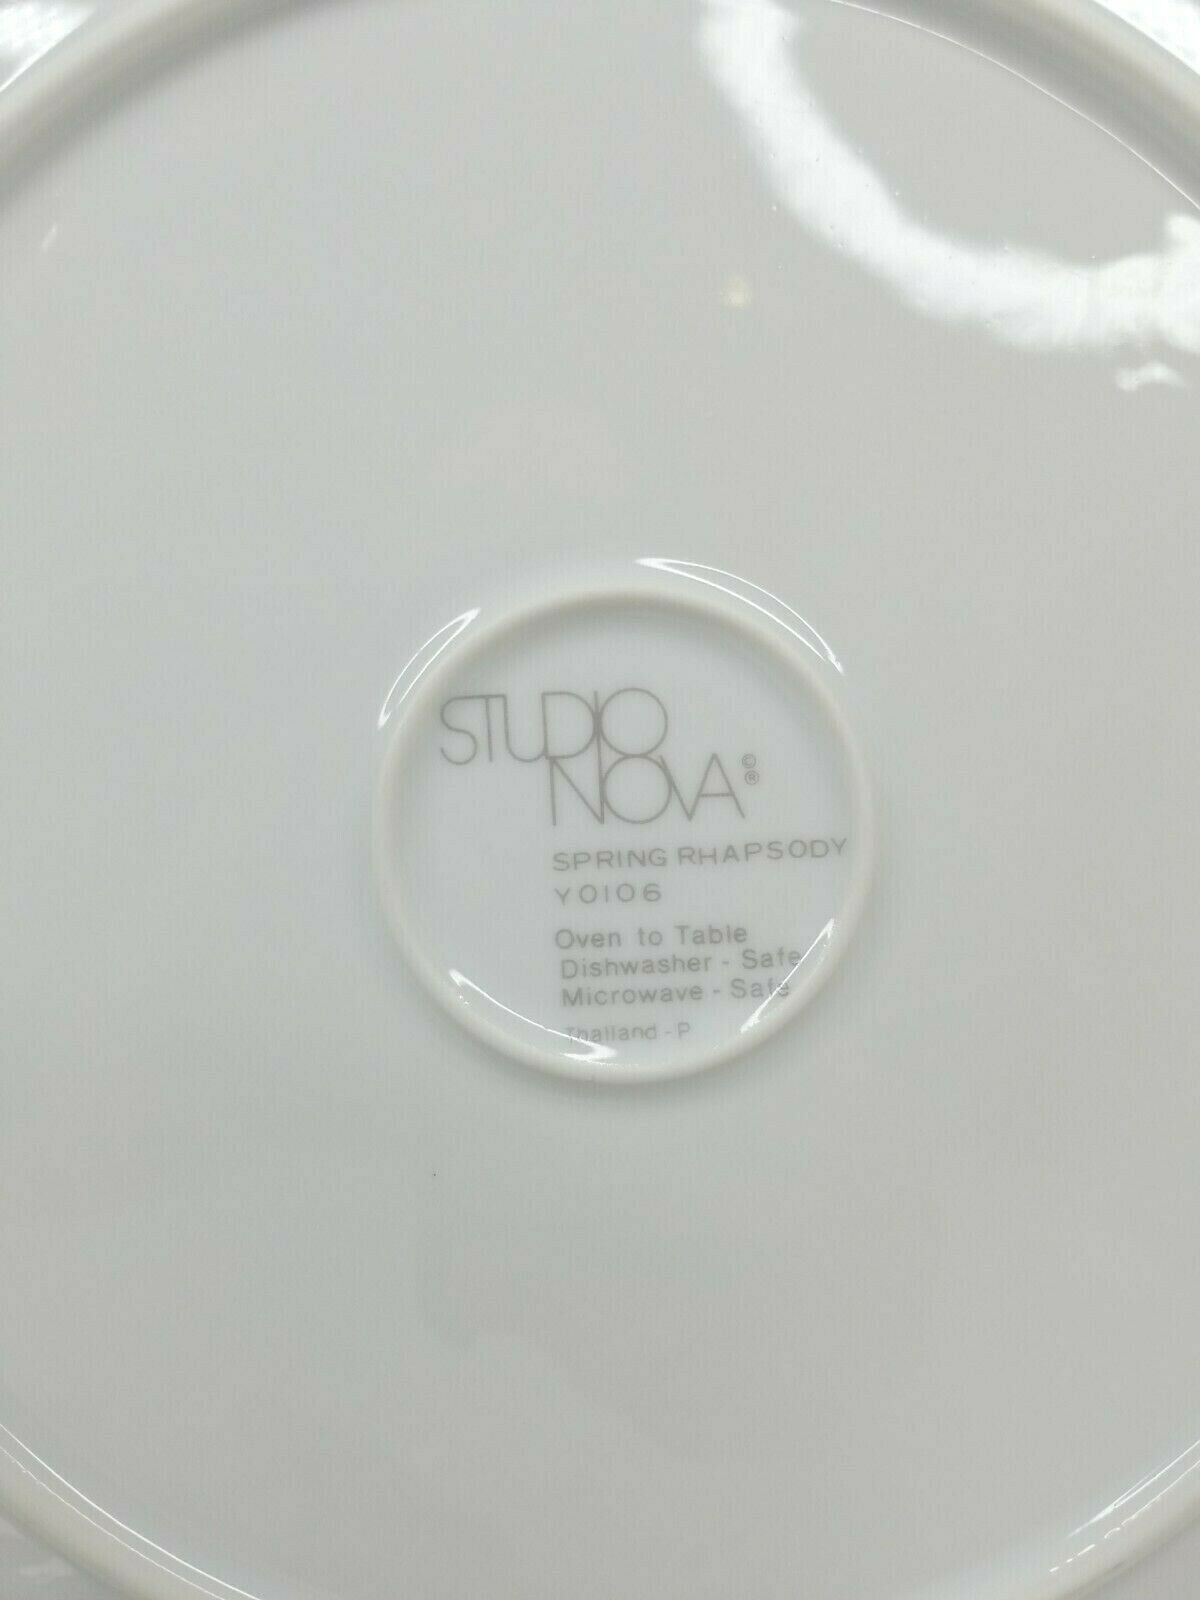 STUDIO
NOVA ©®
SPRING RHAPSODY
Y0106
Oven to Table
Dishwasher - Safe
Microwave - Safe
Thailand - P